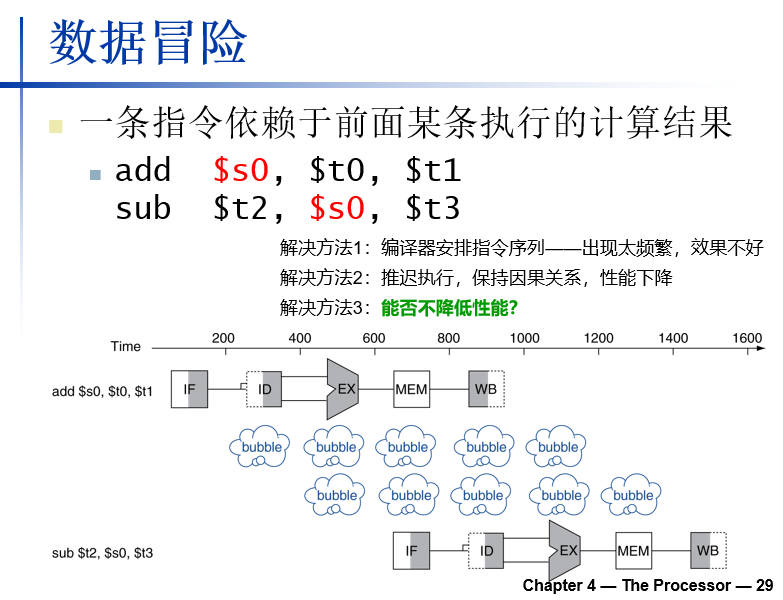 数据冒险
一条指令依赖于前面某条执行的计算结果
add $s0, $t0, $t1
sub $t2, $s0, $t3
解决方法1：编译器安排指令序列——出现太频繁，效果不好
解决方法2：推迟执行，保持因果关系，性能下降
解决方法3：能否不降低性能？
Time 200 400 600 800 1000 1200 1400 1600
add $s0, $t0, $t1 IF ID EX MEM WB
bubble bubble bubble bubble bubble
bubble bubble bubble bubble bubble
sub $t2, $s0, $t3 IF ID EX MEM WB
Chapter 4 — The Processor — 29